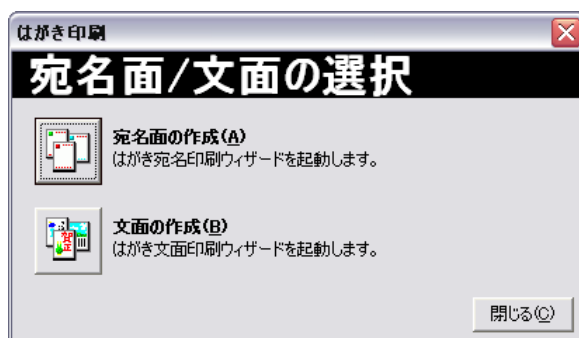 はがき印刷
宛名面/文面の選択
宛名面の作成(A)
はがき宛名印刷ウィザードを起動します。
文面の作成(B)
はがき文面印刷ウィザードを起動します。
閉じる(C)